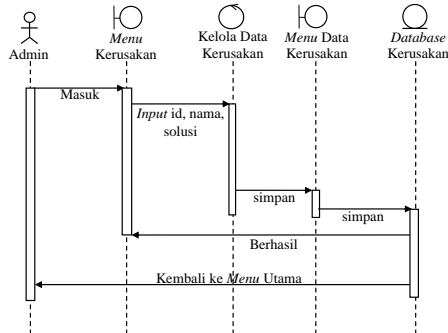 Admin
Menu
Kerusakan
Kelola Data
Kerusakan
Menu Data
Kerusakan
Database
Kerusakan
Masuk
Input id, nama,
solusi
simpan
simpan
Berhasil
Kembali ke Menu Utama